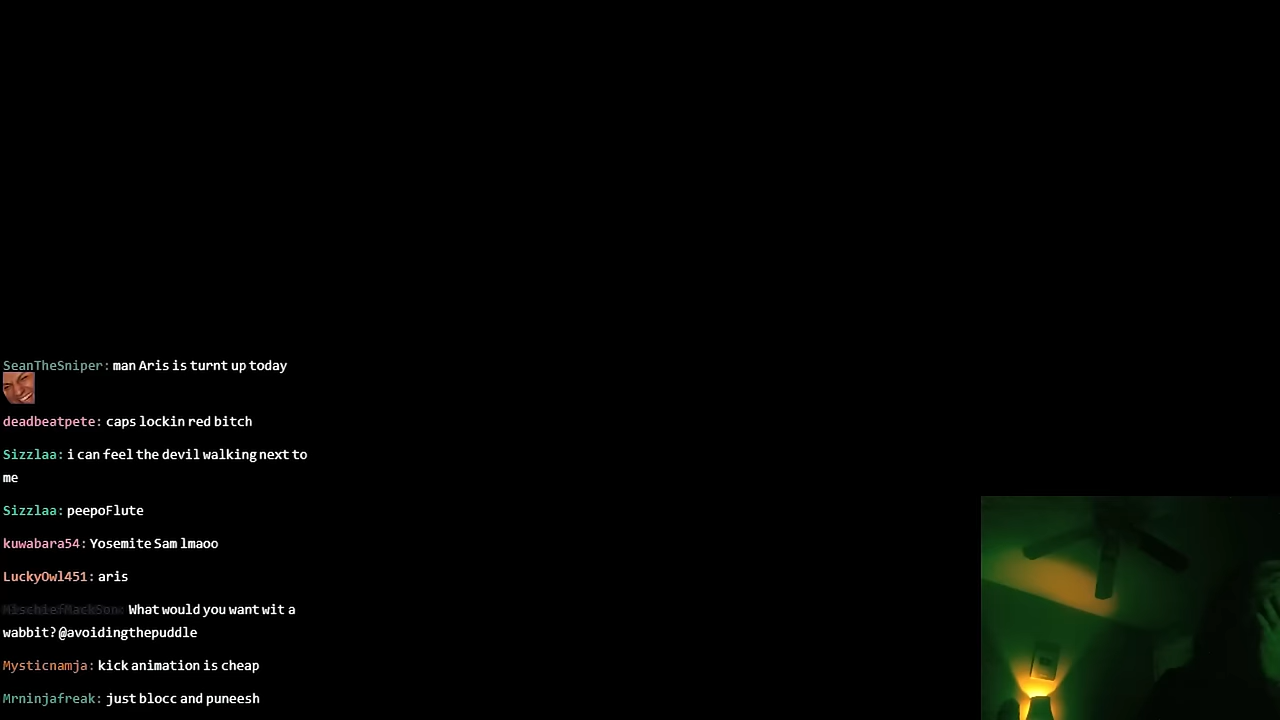 SeanTheSniper: man Aris is turnt up today
deadbeatpete: caps lockin red bitch
Sizzlaa: i can feel the devil walking next to
me
Sizzlaa: peepoFlute
kuwabara54: Yosemite Sam lmaoo
LuckyOwl451: aris
MischiefMackSon: What would you want wit a
wabbit? @avoidingthepuddle
Mysticnamja: kick animation is cheap
Mrninjafreak: just blocc and puneesh